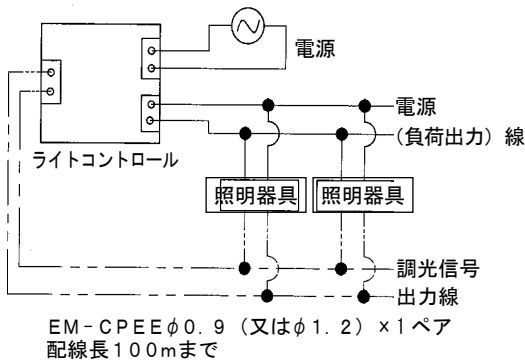 電源
電源
(負荷出力) 線
ライトコントロール
照明器具 照明器具
調光信号
出力線
EM-CPEEφ0.9 (又はφ1.2) ×1ペア
配線長100mまで